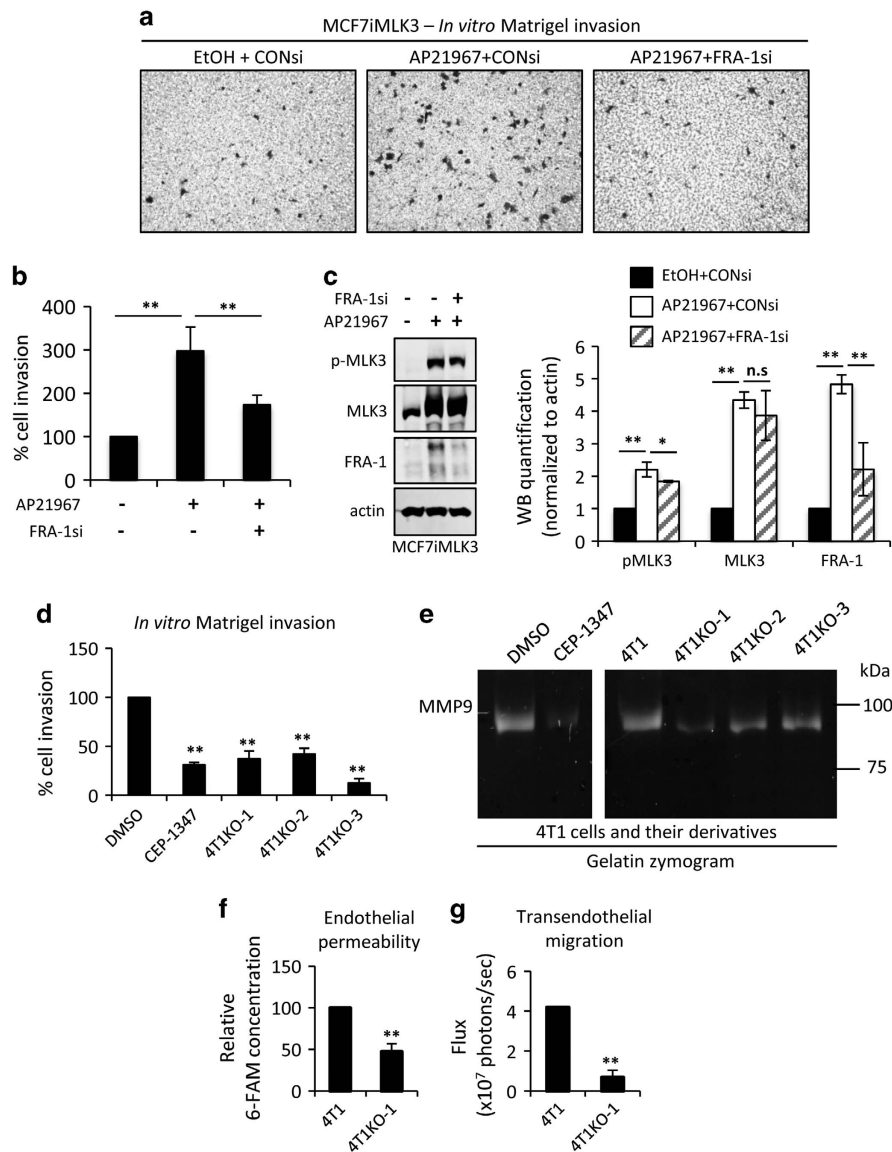 a
MCF7iMLK3 – In vitro Matrigel invasion
EtOH + CONsi
AP21967+CONsi
AP21967+FRA-1si
b
% cell invasion
400
300
200
100
0
** **
AP21967 - + +
FRA-1si - - +
c
FRA-1si - - +
AP21967 - + +
p-MLK3
MLK3
FRA-1
actin
MCF7iMLK3
EtOH+CONsi
AP21967+CONsi
AP21967+FRA-1si
WB quantification
(normalized to actin)
6
5
4
3
2
1
0
** *
** n.s
** **
pMLK3 MLK3 FRA-1
d
In vitro Matrigel invasion
% cell invasion
150
100
50
0
** ** ** **
DMSO CEP-1347 4T1KO-1 4T1KO-2 4T1KO-3
e
DMSO CEP-1347 4T1 4T1KO-1 4T1KO-2 4T1KO-3
kDa
MMP9
100
75
4T1 cells and their derivatives
Gelatin zymogram
f
Endothelial
permeability
Relative
6-FAM concentration
150
100
50
0
**
4T1 4T1KO-1
g
Transendothelial
migration
Flux
(x10⁷ photons/sec)
6
4
2
0
**
4T1 4T1KO-1